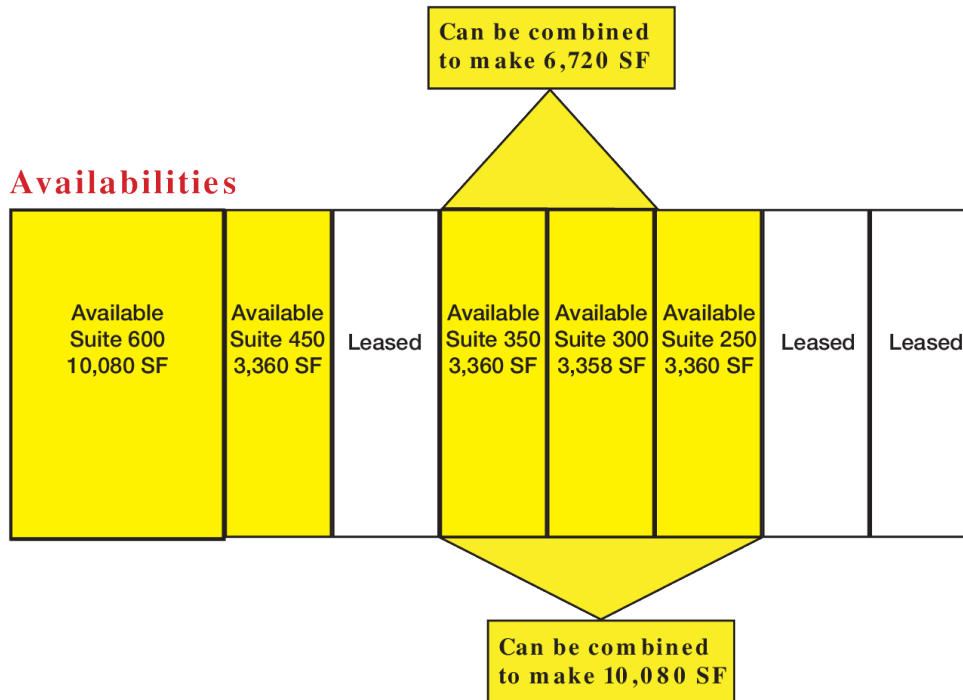 Can be combined
to make 6,720 SF
Availabilities
Available
Suite 600
10,080 SF
Available
Suite 450
3,360 SF
Leased
Available
Suite 350
3,360 SF
Available
Suite 300
3,358 SF
Available
Suite 250
3,360 SF
Leased
Leased
Can be combined
to make 10,080 SF